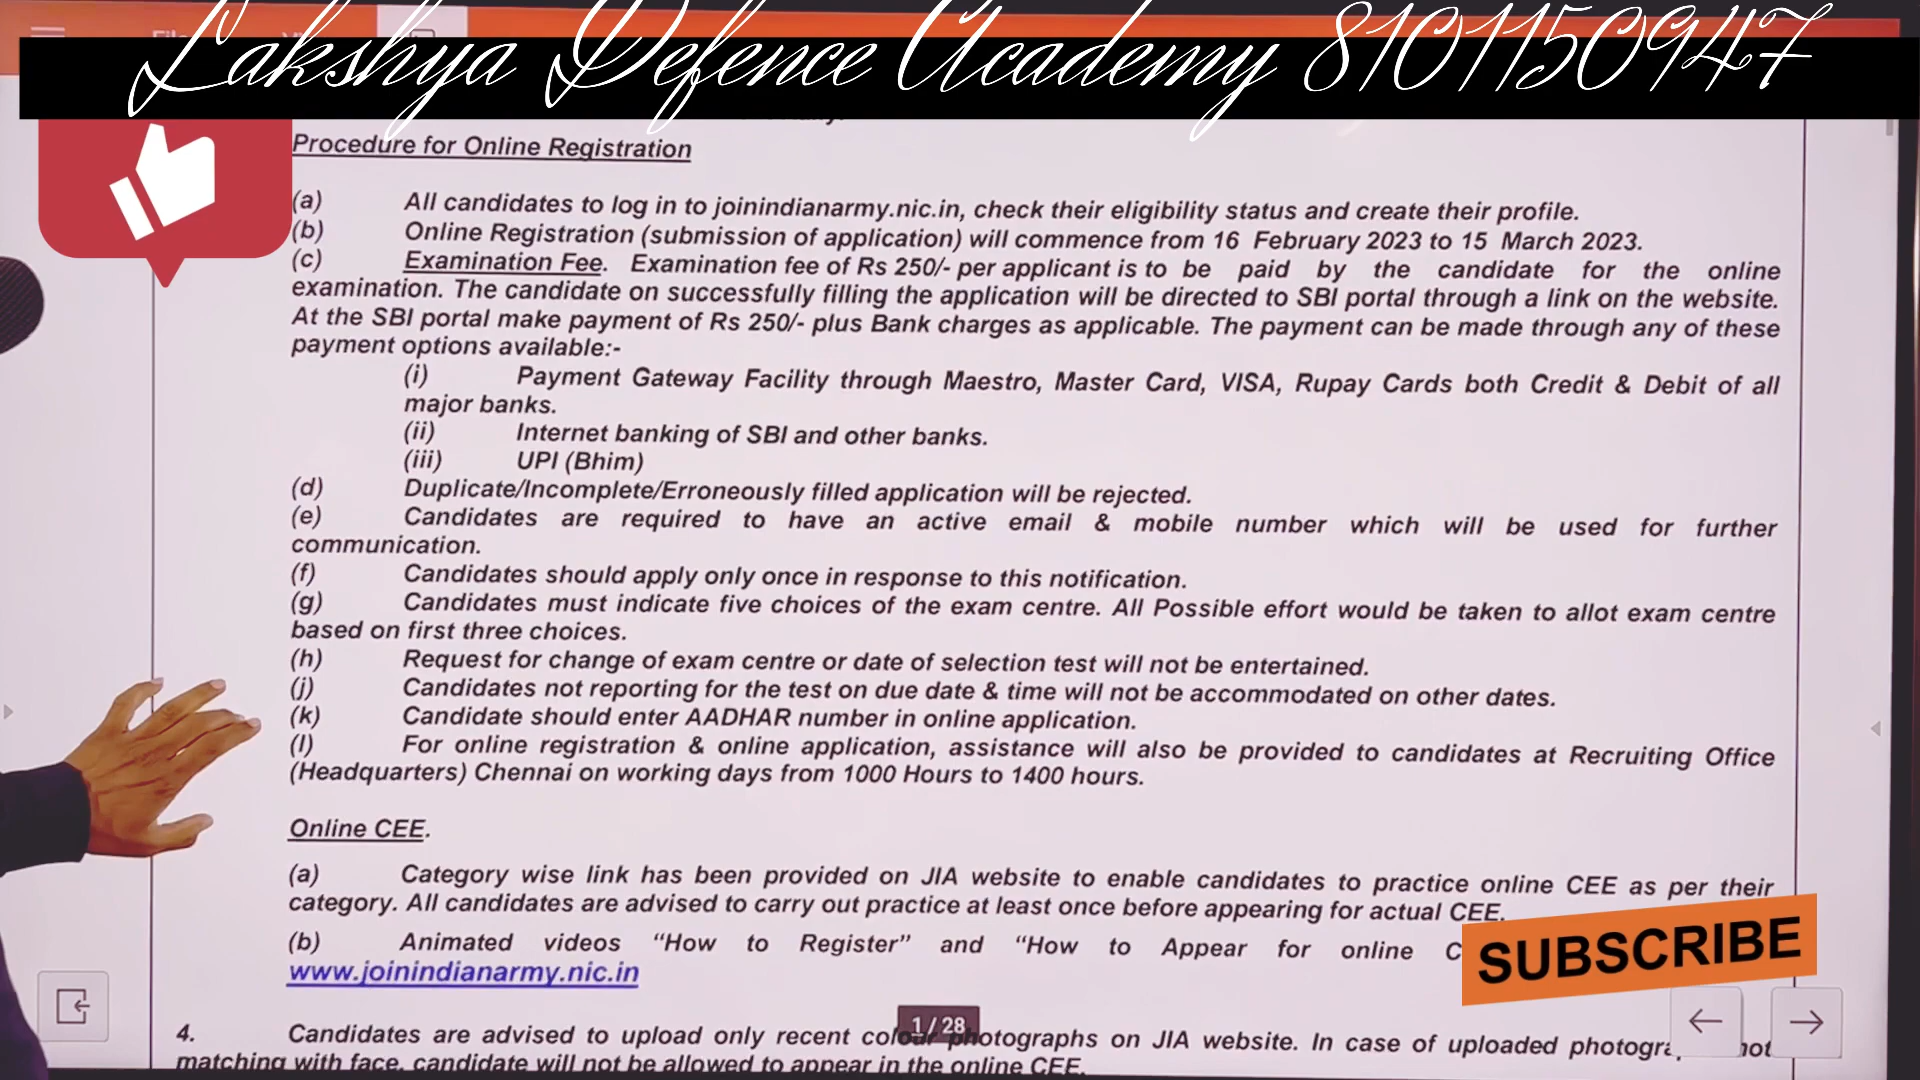 Lakshya Defence Academy 8101150947
Procedure for Online Registration
(a) All candidates to log in to joinindianarmy.nic.in, check their eligibility status and create their profile.
(b) Online Registration (submission of application) will commence from 16 February 2023 to 15 March 2023.
(c) Examination Fee. Examination fee of Rs 250/- per applicant is to be paid by the candidate for the online
examination. The candidate on successfully filling the application will be directed to SBI portal through a link on the website.
At the SBI portal make payment of Rs 250/- plus Bank charges as applicable. The payment can be made through any of these
payment options available:-
(i) Payment Gateway Facility through Maestro, Master Card, VISA, Rupay Cards both Credit & Debit of all
major banks.
(ii) Internet banking of SBI and other banks.
(iii) UPI (Bhim)
(d) Duplicate/Incomplete/Erroneously filled application will be rejected.
(e) Candidates are required to have an active email & mobile number which will be used for further
communication.
(f) Candidates should apply only once in response to this notification.
(g) Candidates must indicate five choices of the exam centre. All Possible effort would be taken to allot exam centre
based on first three choices.
(h) Request for change of exam centre or date of selection test will not be entertained.
(j) Candidates not reporting for the test on due date & time will not be accommodated on other dates.
(k) Candidate should enter AADHAR number in online application.
(l) For online registration & online application, assistance will also be provided to candidates at Recruiting Office
(Headquarters) Chennai on working days from 1000 Hours to 1400 hours.
Online CEE.
(a) Category wise link has been provided on JIA website to enable candidates to practice online CEE as per their
category. All candidates are advised to carry out practice at least once before appearing for actual CEE.
(b) Animated videos "How to Register" and "How to Appear for online
www.joinindianarmy.nic.in
SUBSCRIBE
1/28
4. Candidates are advised to upload only recent colour photographs on JIA website. In case of uploaded not
matching with face, candidate will not be allowed to appear in the online CEE.